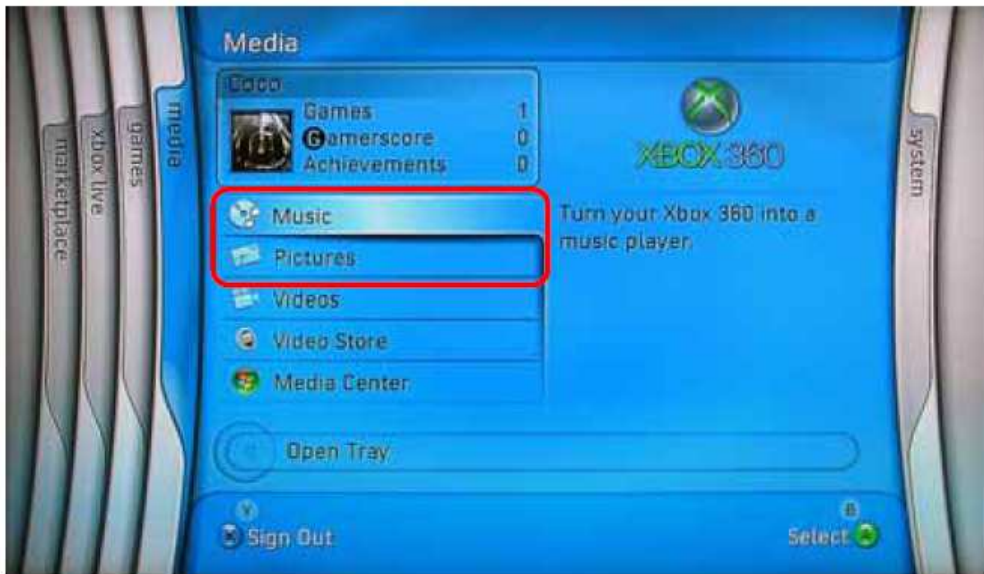 Media
marketplace
xbox live
games
media
system
Coco
Games 1
Gamerscore 0
Achievements 0
XBOX 360
Music
Pictures
Videos
Video Store
Media Center
Turn your Xbox 360 into a
music player.
Open Tray
Y
X Sign Out
B
Select A